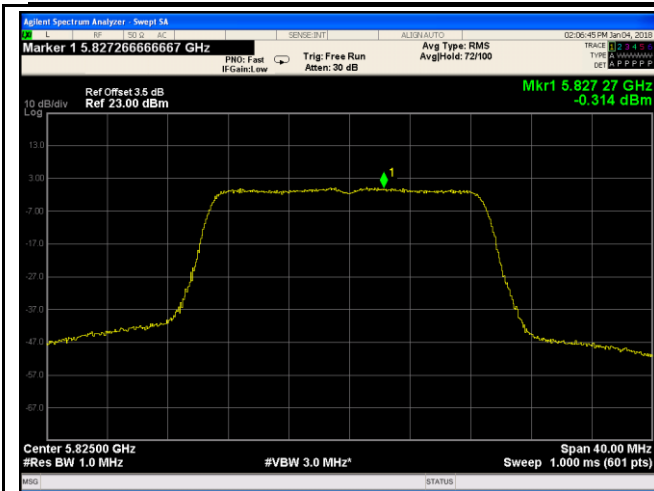 Agilent Spectrum Analyzer - Swept SA
L RF 50 Ω AC SENSE:INT ALIGN AUTO 02:06:45 PM Jan 04, 2018
Marker 1 5.827266666667 GHz
PNO: Fast
IFGain:Low
Trig: Free Run
Atten: 30 dB
Avg Type: RMS
Avg|Hold: 72/100
TRACE 1 2 3 4 5 6
TYPE A WWWWW
DET A P P P P P
Ref Offset 3.5 dB
Ref 23.00 dBm
10 dB/div
Log
Mkr1 5.827 27 GHz
-0.314 dBm
1
13.0
3.00
-7.00
-17.0
-27.0
-37.0
-47.0
-57.0
-67.0
Center 5.82500 GHz
#Res BW 1.0 MHz
#VBW 3.0 MHz*
Span 40.00 MHz
Sweep 1.000 ms (601 pts)
MSG
STATUS